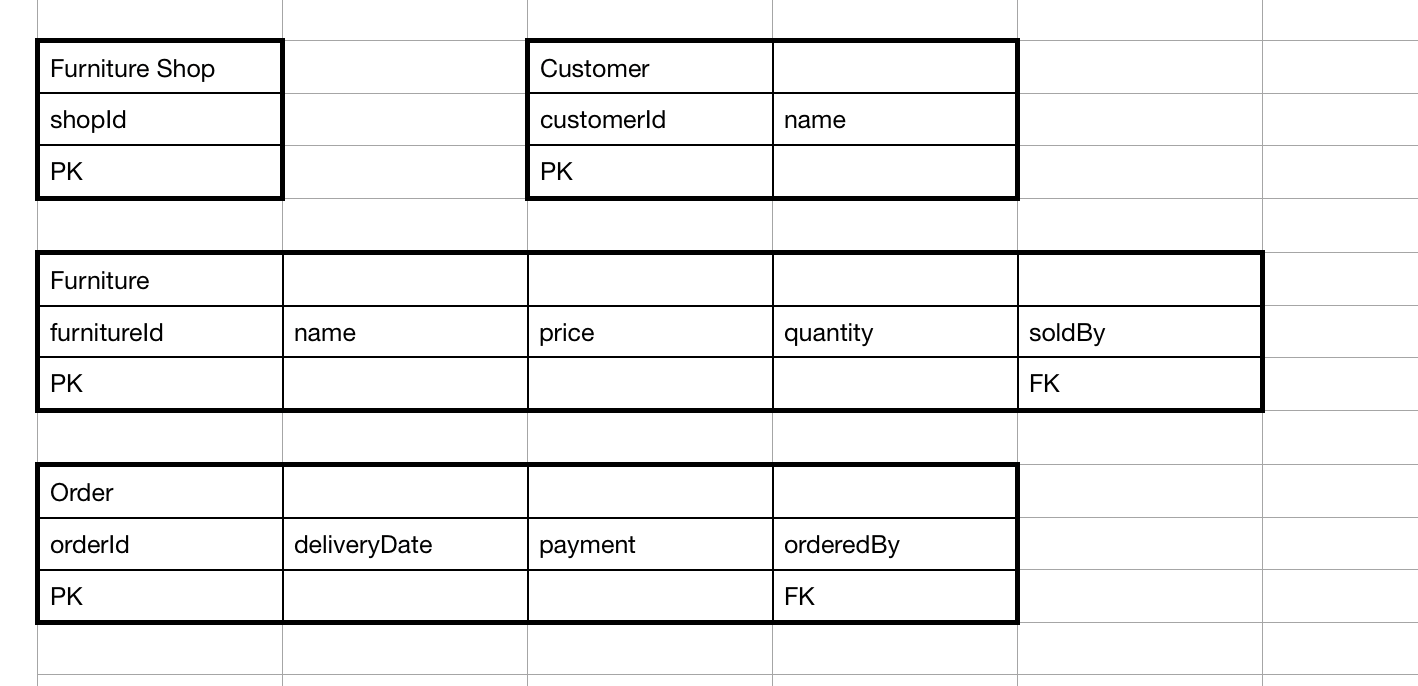 Furniture Shop
Customer
shopId
customerId name
PK
PK
Furniture
furnitureId name price quantity soldBy
PK FK
Order
orderId deliveryDate payment orderedBy
PK FK